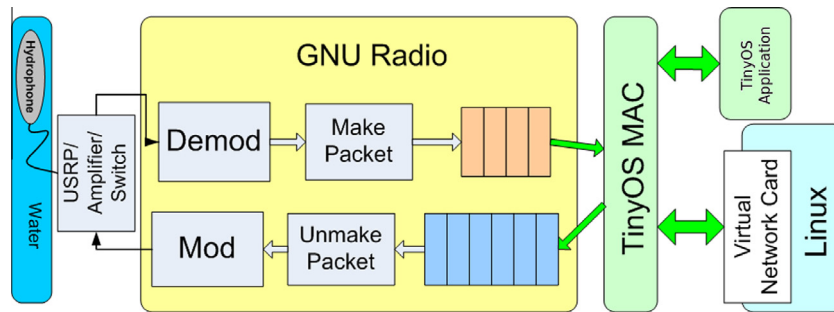 Hydrophone
Water
USRP/
Amplifier/
Switch
GNU Radio
Demod
Make
Packet
Mod
Unmake
Packet
TinyOS MAC
TinyOS
Application
Virtual
Network Card
Linux